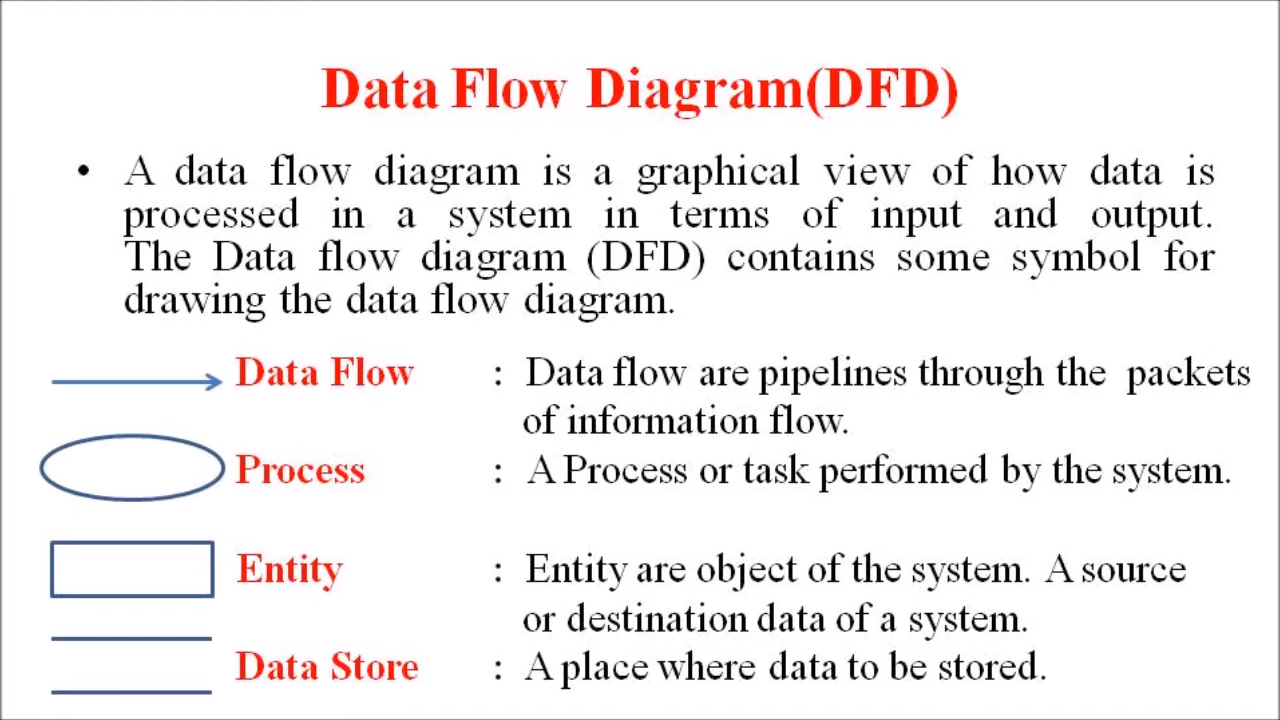 Data Flow Diagram(DFD)
• A data flow diagram is a graphical view of how data is
processed in a system in terms of input and output.
The Data flow diagram (DFD) contains some symbol for
drawing the data flow diagram.
Data Flow : Data flow are pipelines through the packets
of information flow.
Process : A Process or task performed by the system.
Entity : Entity are object of the system. A source
or destination data of a system.
Data Store : A place where data to be stored.